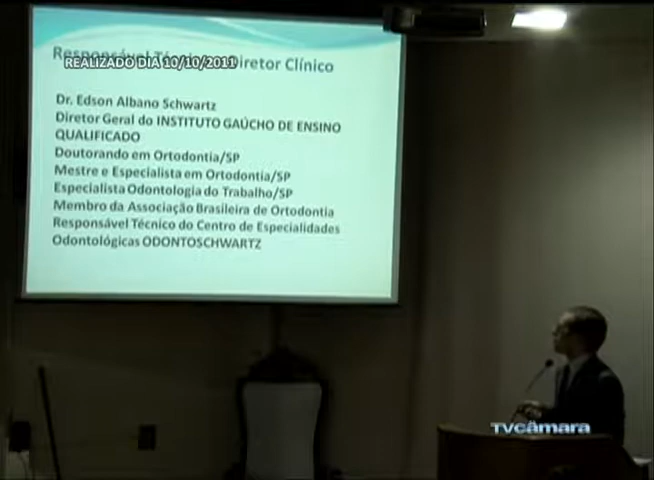 Responsável Técnico Diretor Clínico
REALIZADO DIA 10/10/2011
Dr. Edson Albano Schwartz
Diretor Geral do INSTITUTO GAÚCHO DE ENSINO
QUALIFICADO
Doutorando em Ortodontia/SP
Mestre e Especialista em Ortodontia/SP
Especialista Odontologia do Trabalho/SP
Membro da Associação Brasileira de Ortodontia
Responsável Técnico do Centro de Especialidades
Odontológicas ODONTOSCHWARTZ
TVcâmara